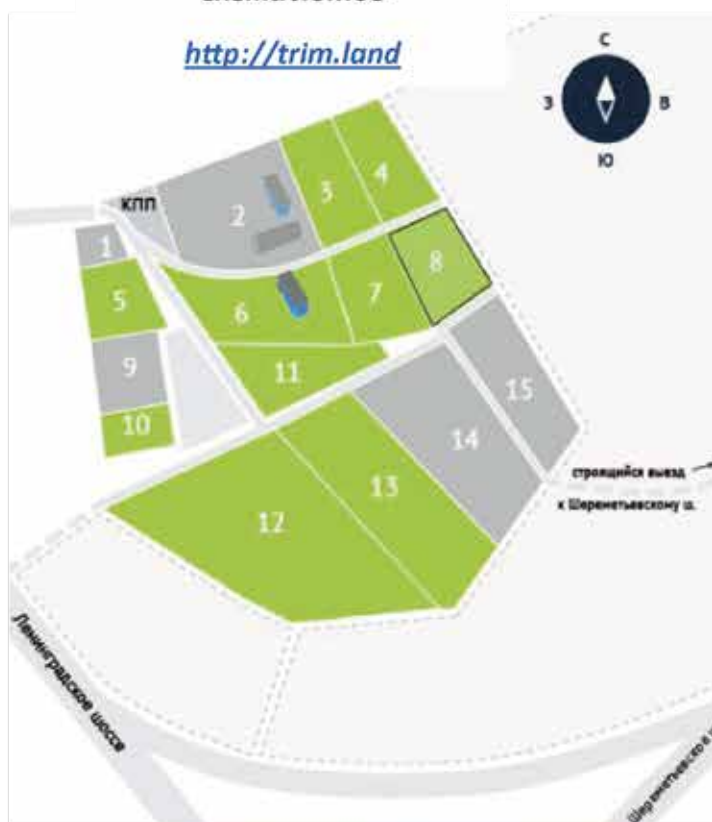 http://trim.land
С
З
В
Ю
КПП
1
2
3
4
5
6
7
8
9
10
11
12
13
14
15
строящийся выезд
к Шереметьевскому ш.
Ленинградское шоссе